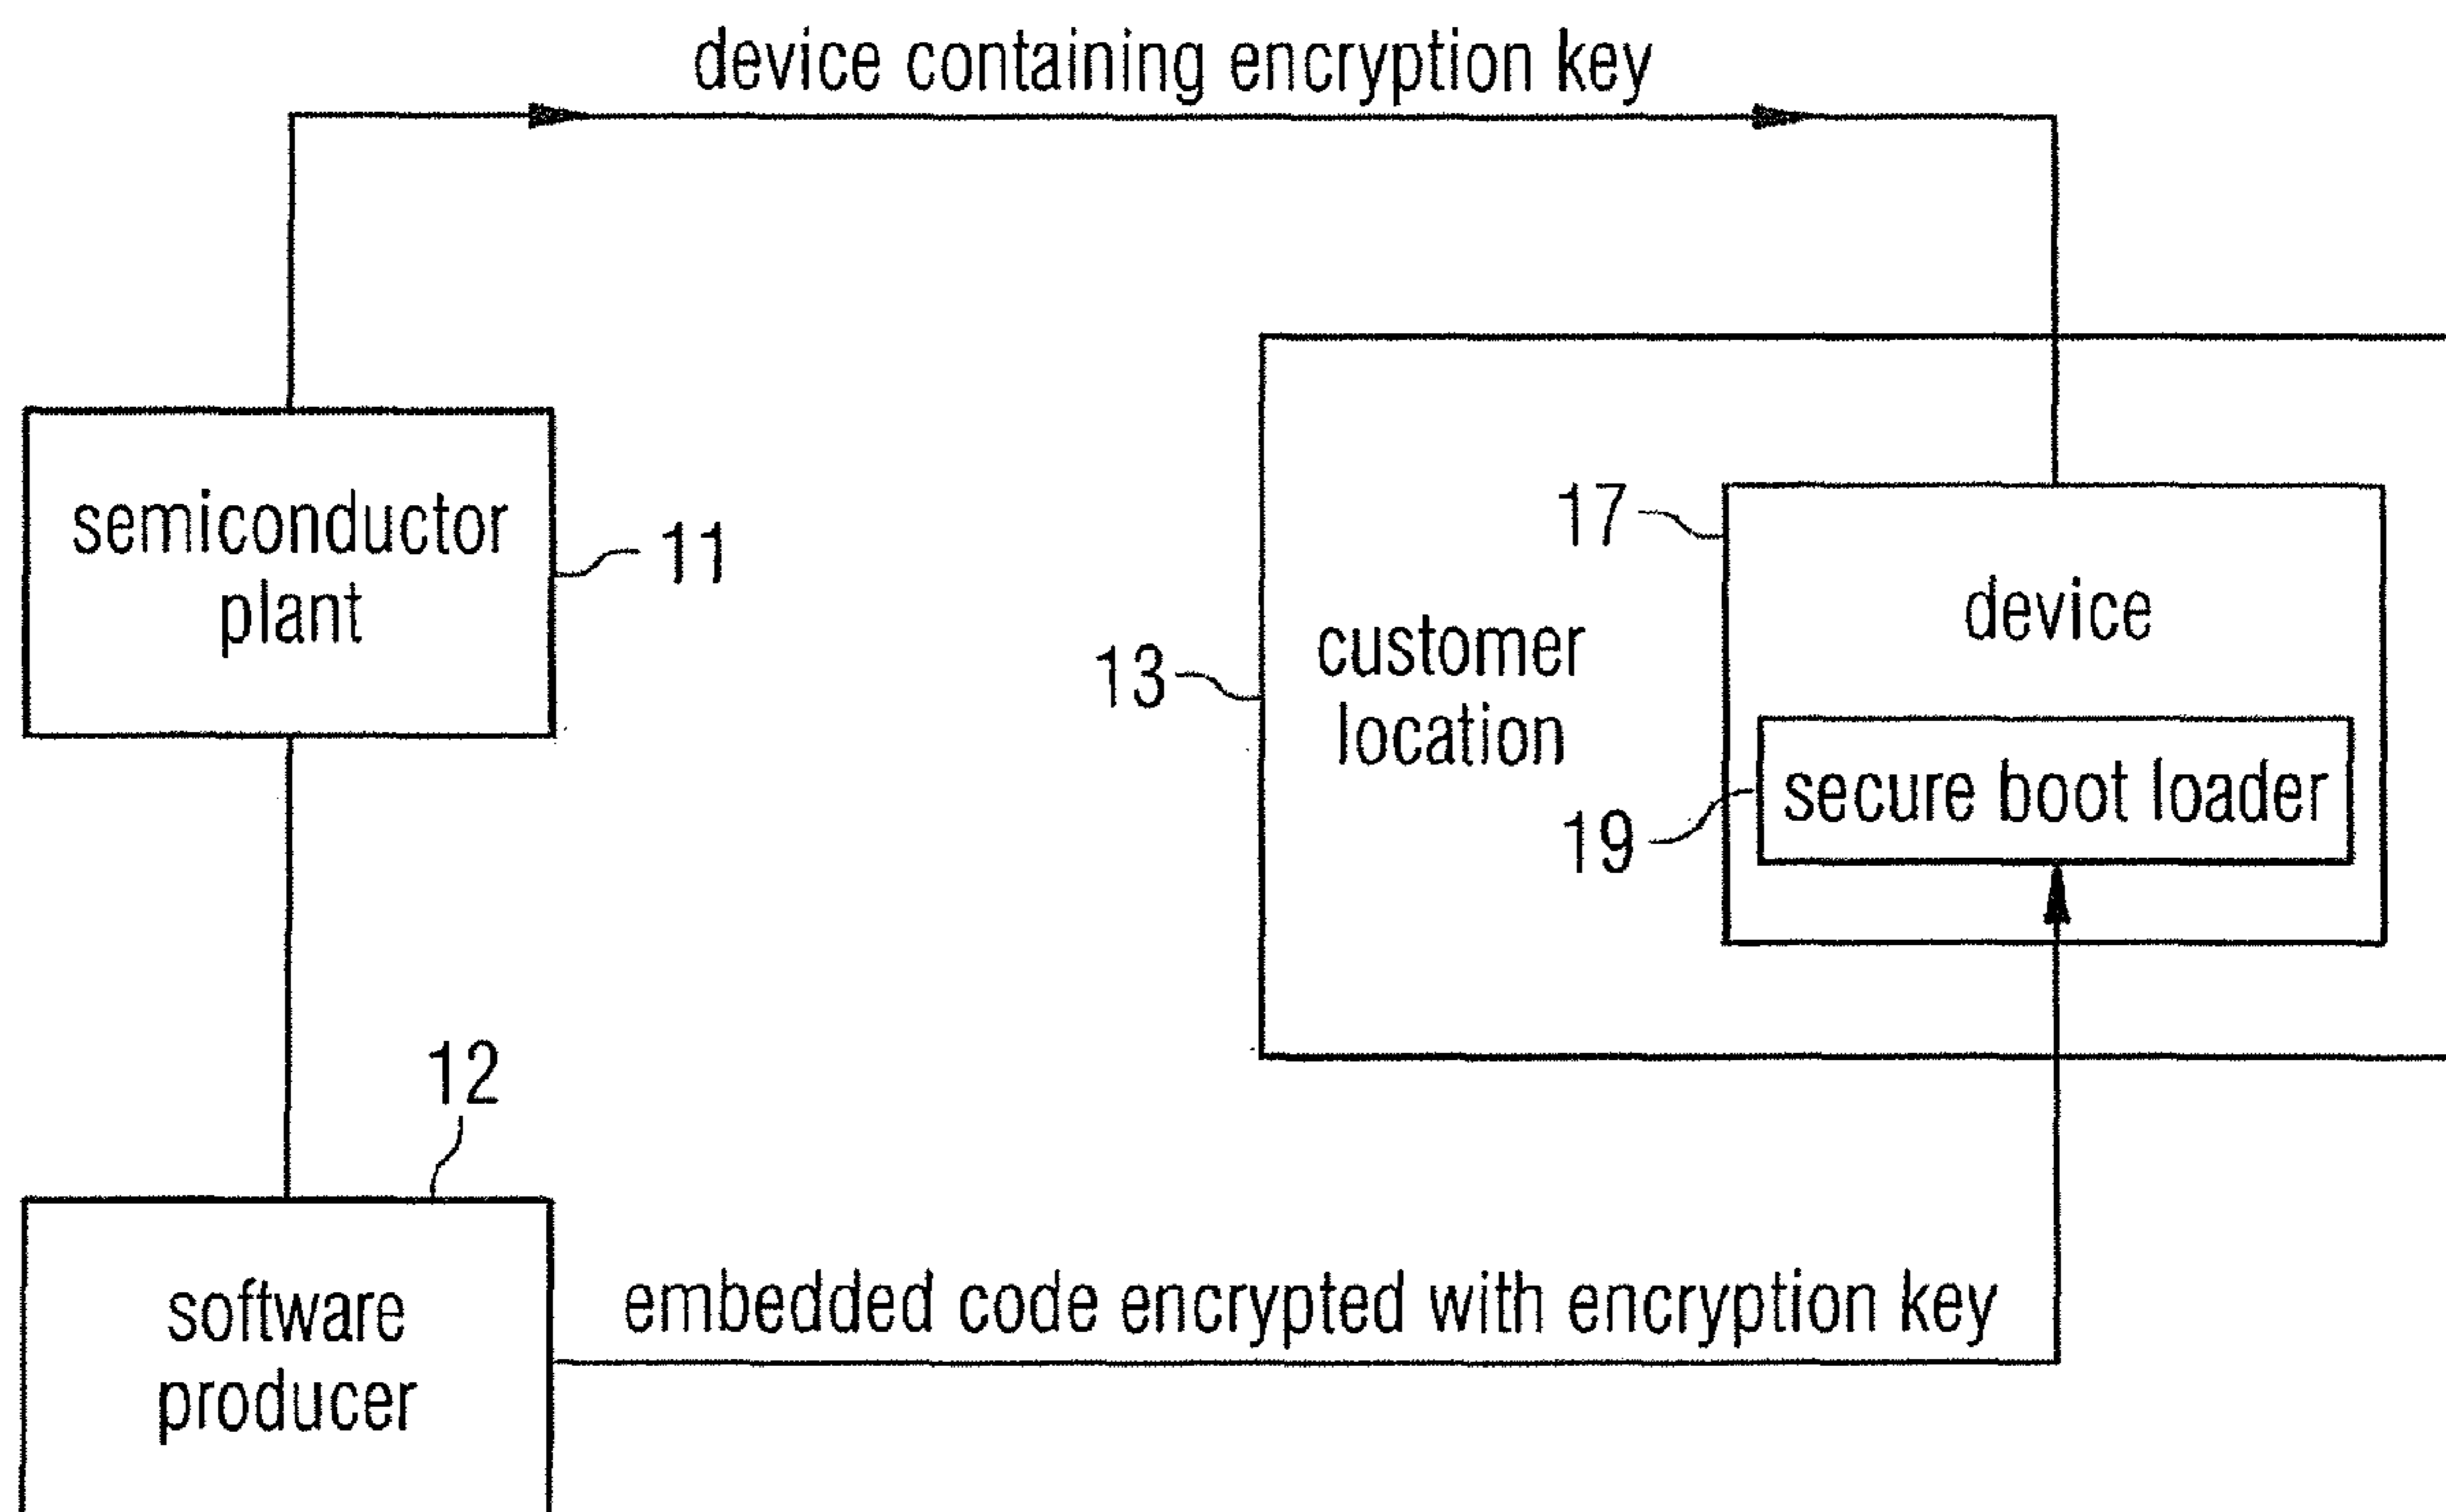 device containing encryption key
semiconductor
plant
11
17
device
13
customer
location
secure boot loader
19
12
software
producer
embedded code encrypted with encryption key